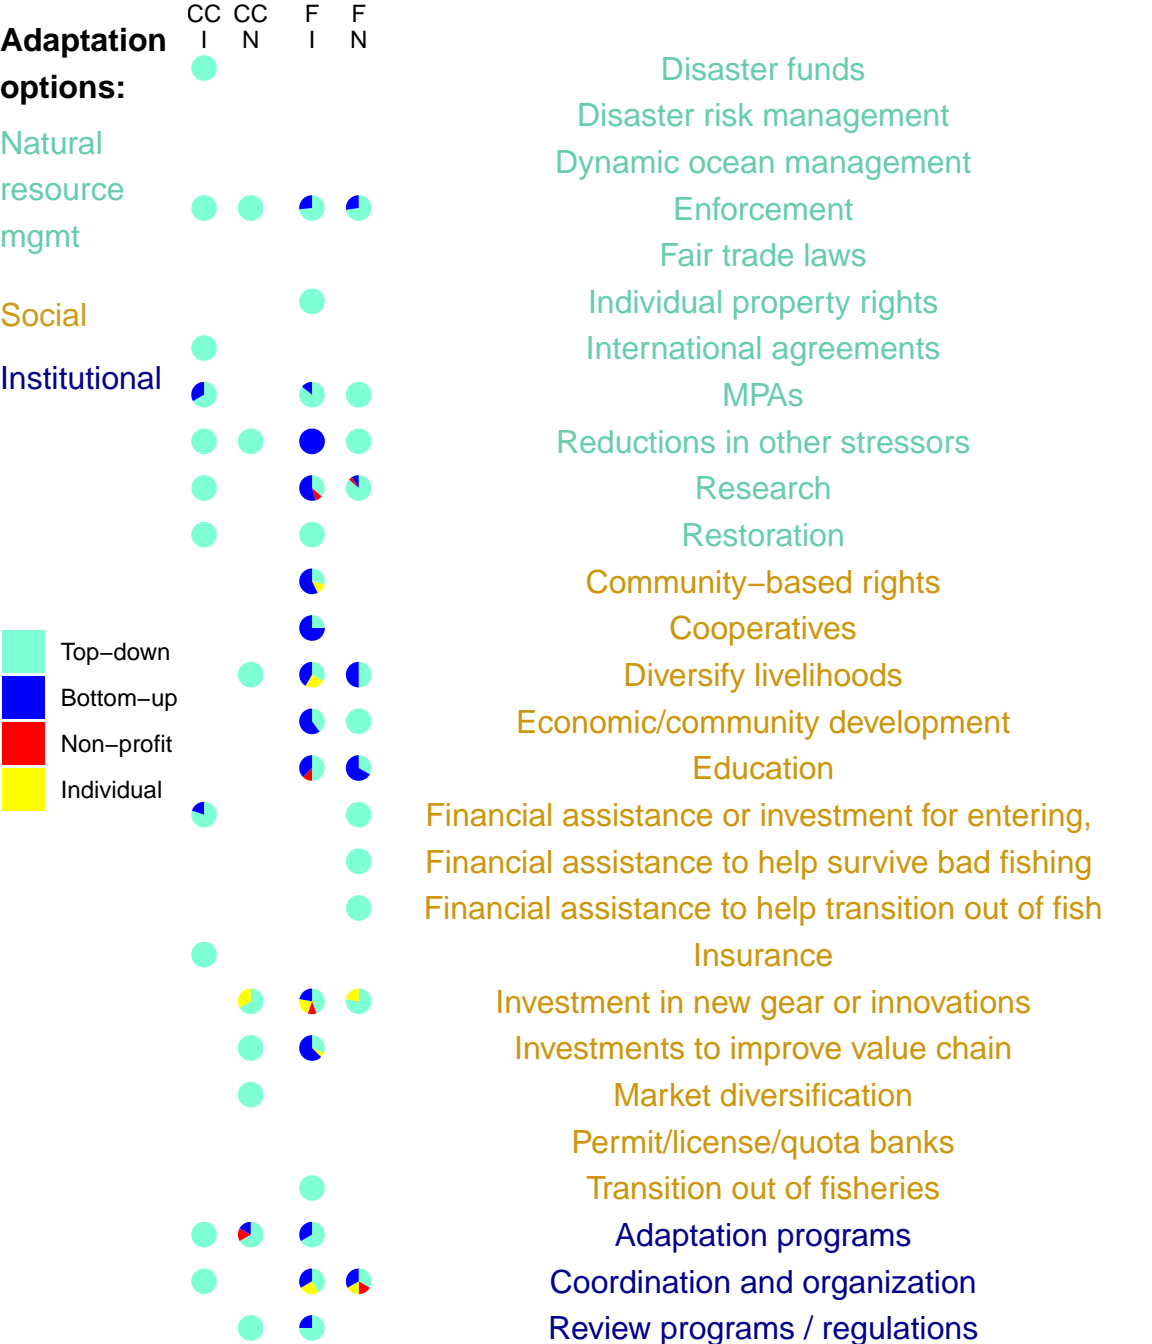 CC CC F F
I N I N
Adaptation
options:
Natural
resource
mgmt
Social
Institutional
Top−down
Bottom−up
Non−profit
Individual
Disaster funds
Disaster risk management
Dynamic ocean management
Enforcement
Fair trade laws
Individual property rights
International agreements
MPAs
Reductions in other stressors
Research
Restoration
Community−based rights
Cooperatives
Diversify livelihoods
Economic/community development
Education
Financial assistance or investment for entering,
Financial assistance to help survive bad fishing
Financial assistance to help transition out of fish
Insurance
Investment in new gear or innovations
Investments to improve value chain
Market diversification
Permit/license/quota banks
Transition out of fisheries
Adaptation programs
Coordination and organization
Review programs / regulations